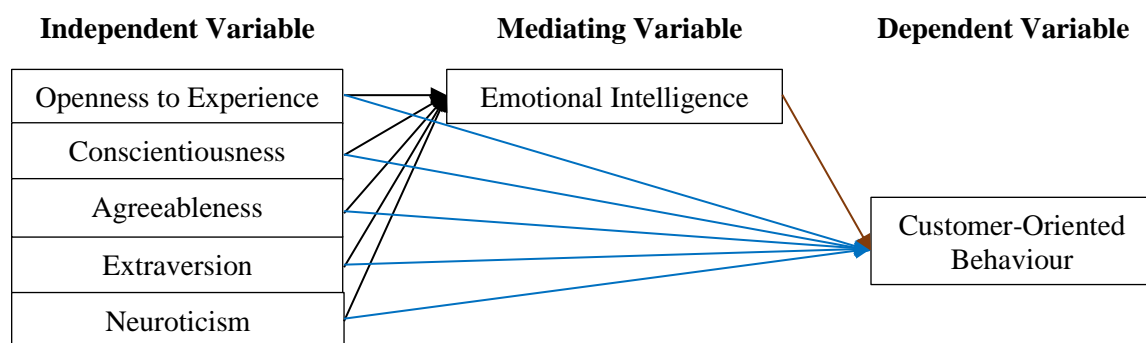 Independent Variable
Mediating Variable
Dependent Variable
Openness to Experience
Emotional Intelligence
Conscientiousness
Agreeableness
Extraversion
Neuroticism
Customer-Oriented
Behaviour